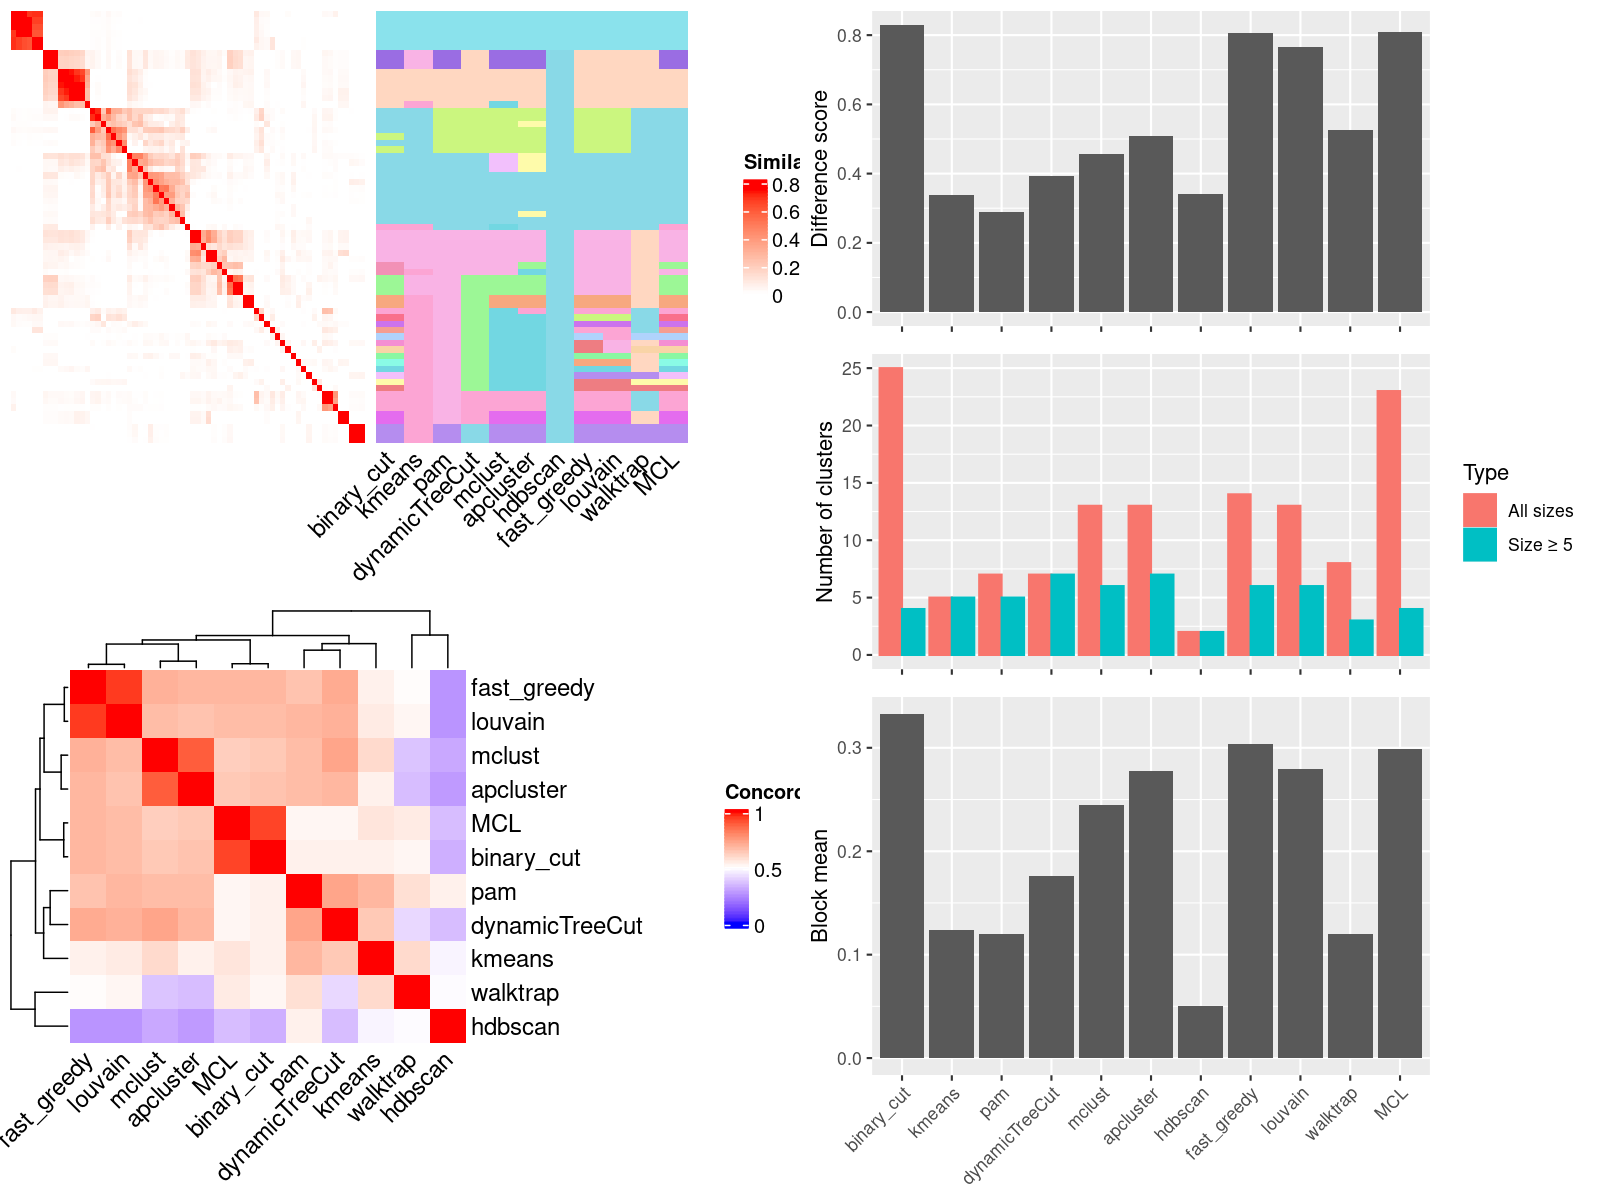 Simila
0.8
0.6
0.4
0.2
0
binary_cut
kmeans
pam
dynamicTreeCut
mclust
apcluster
hdbscan
fast_greedy
louvain
walktrap
MCL
Difference score
0.8
0.6
0.4
0.2
0.0
Number of clusters
25
20
15
10
5
0
Type
All sizes
Size ≥ 5
fast_greedy
louvain
mclust
apcluster
MCL
binary_cut
pam
dynamicTreeCut
kmeans
walktrap
hdbscan
fast_greedy
louvain
mclust
apcluster
MCL
binary_cut
pam
dynamicTreeCut
kmeans
walktrap
hdbscan
Concord
1
0.5
0
Block mean
0.3
0.2
0.1
0.0
binary_cut
kmeans
pam
dynamicTreeCut
mclust
apcluster
hdbscan
fast_greedy
louvain
walktrap
MCL